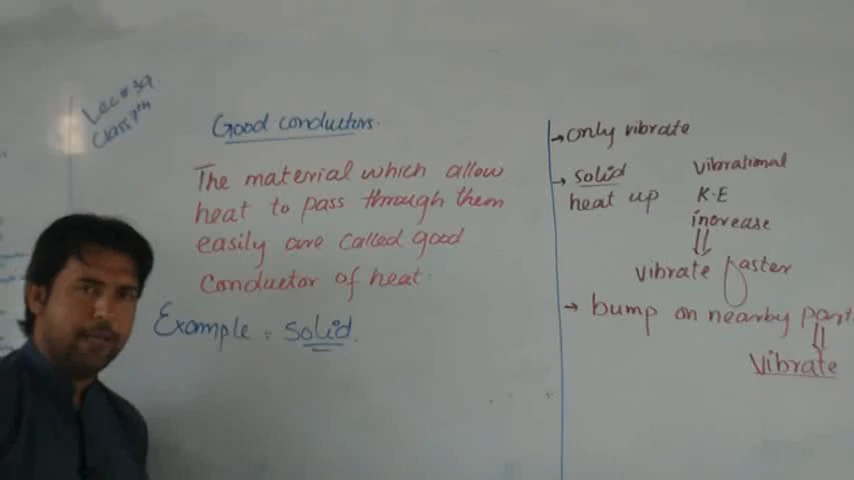 Lec # 39
Class 7th
Good conductors.
The material which allow
heat to pass through them
easily are called good
conductor of heat.
Example : solid.
→ only vibrate
→ solid
heat up
vibrational
K.E
increase
⇓
vibrate faster
→ bump on nearby part
⇓
Vibrate